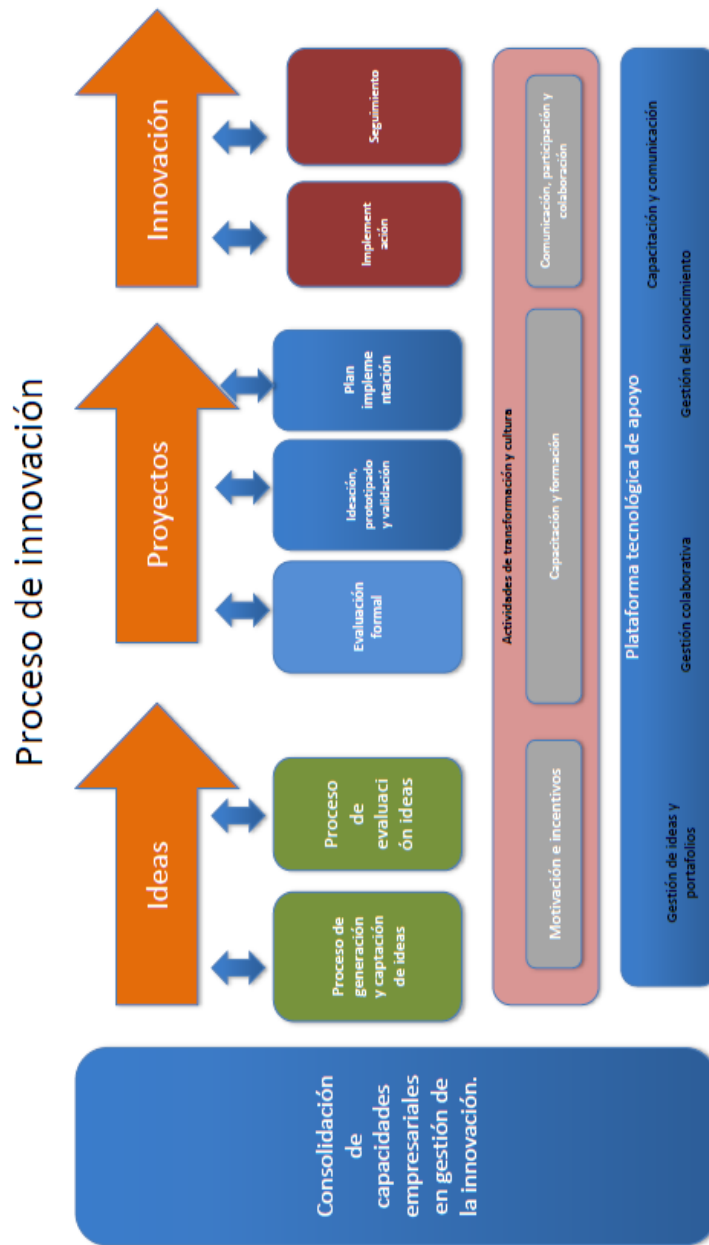 Proceso de innovación
Consolidación
de
capacidades
empresariales
en gestión de
la innovación.
Ideas
Proyectos
Innovación
Proceso de
generación
y captación
de ideas
Proceso
de
evaluaci
ón ideas
Evaluación
formal
Ideación,
prototipado
y validación
Plan
impleme
ntación
Implement
ación
Seguimiento
Actividades de transformación y cultura
Motivación e incentivos
Capacitación y formación
Comunicación, participación y
colaboración
Plataforma tecnológica de apoyo
Gestión de ideas y
portafolios
Gestión colaborativa
Gestión del conocimiento
Capacitación y comunicación